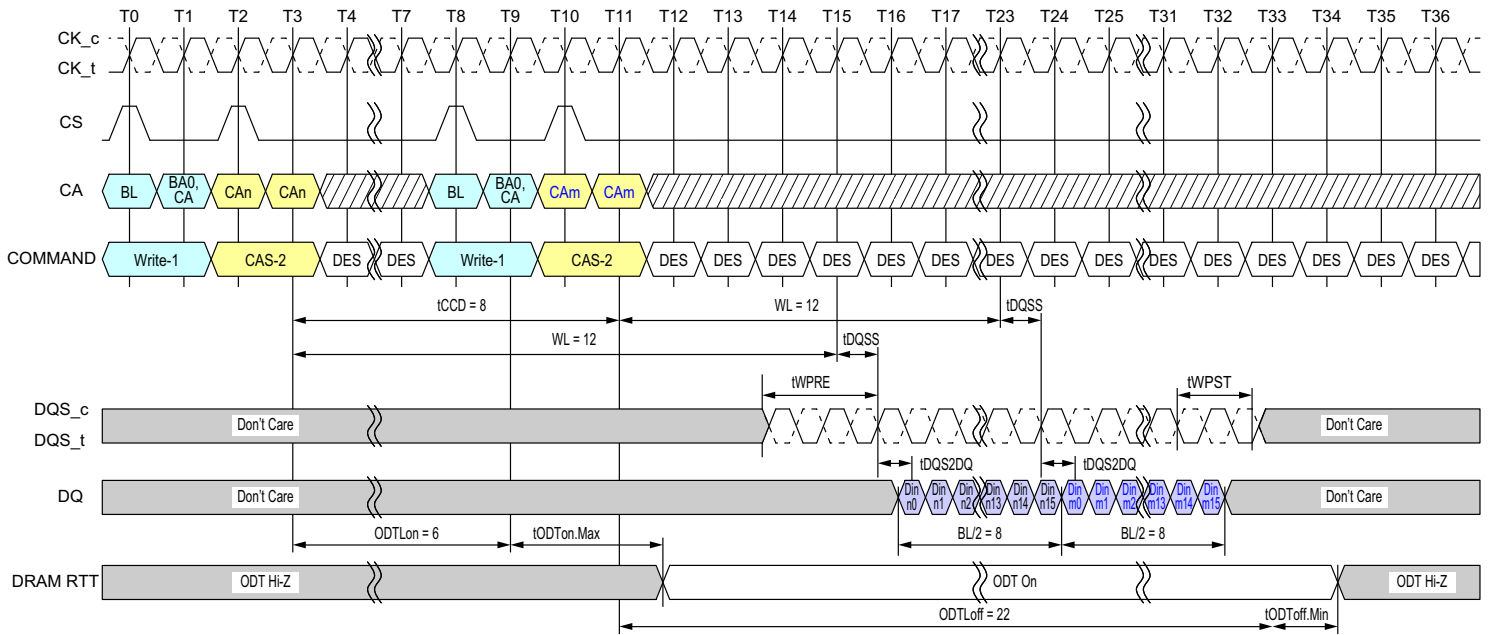 T0 T1 T2 T3 T4 T7 T8 T9 T10 T11 T12 T13 T14 T15 T16 T17 T23 T24 T25 T31 T32 T33 T34 T35 T36
CK_c
CK_t
CS
CA BL BA0, CA CAn CAn BL BA0, CA CAm CAm
COMMAND Write-1 CAS-2 DES DES Write-1 CAS-2 DES DES DES DES DES DES DES DES DES DES DES DES DES DES DES
tCCD = 8 WL = 12 tDQSS
WL = 12 tDQSS
tWPRE tWPST
DQS_c
DQS_t
Don't Care Don't Care
tDQS2DQ tDQS2DQ
DQ Don't Care Din n0 Din n1 Din n2 Din n13 Din n14 Din n15 Din m0 Din m1 Din m2 Din m13 Din m14 Din m15 Don't Care
ODTLon = 6 tODTon.Max BL/2 = 8 BL/2 = 8
DRAM RTT ODT Hi-Z ODT On ODT Hi-Z
ODTLoff = 22 tODToff.Min